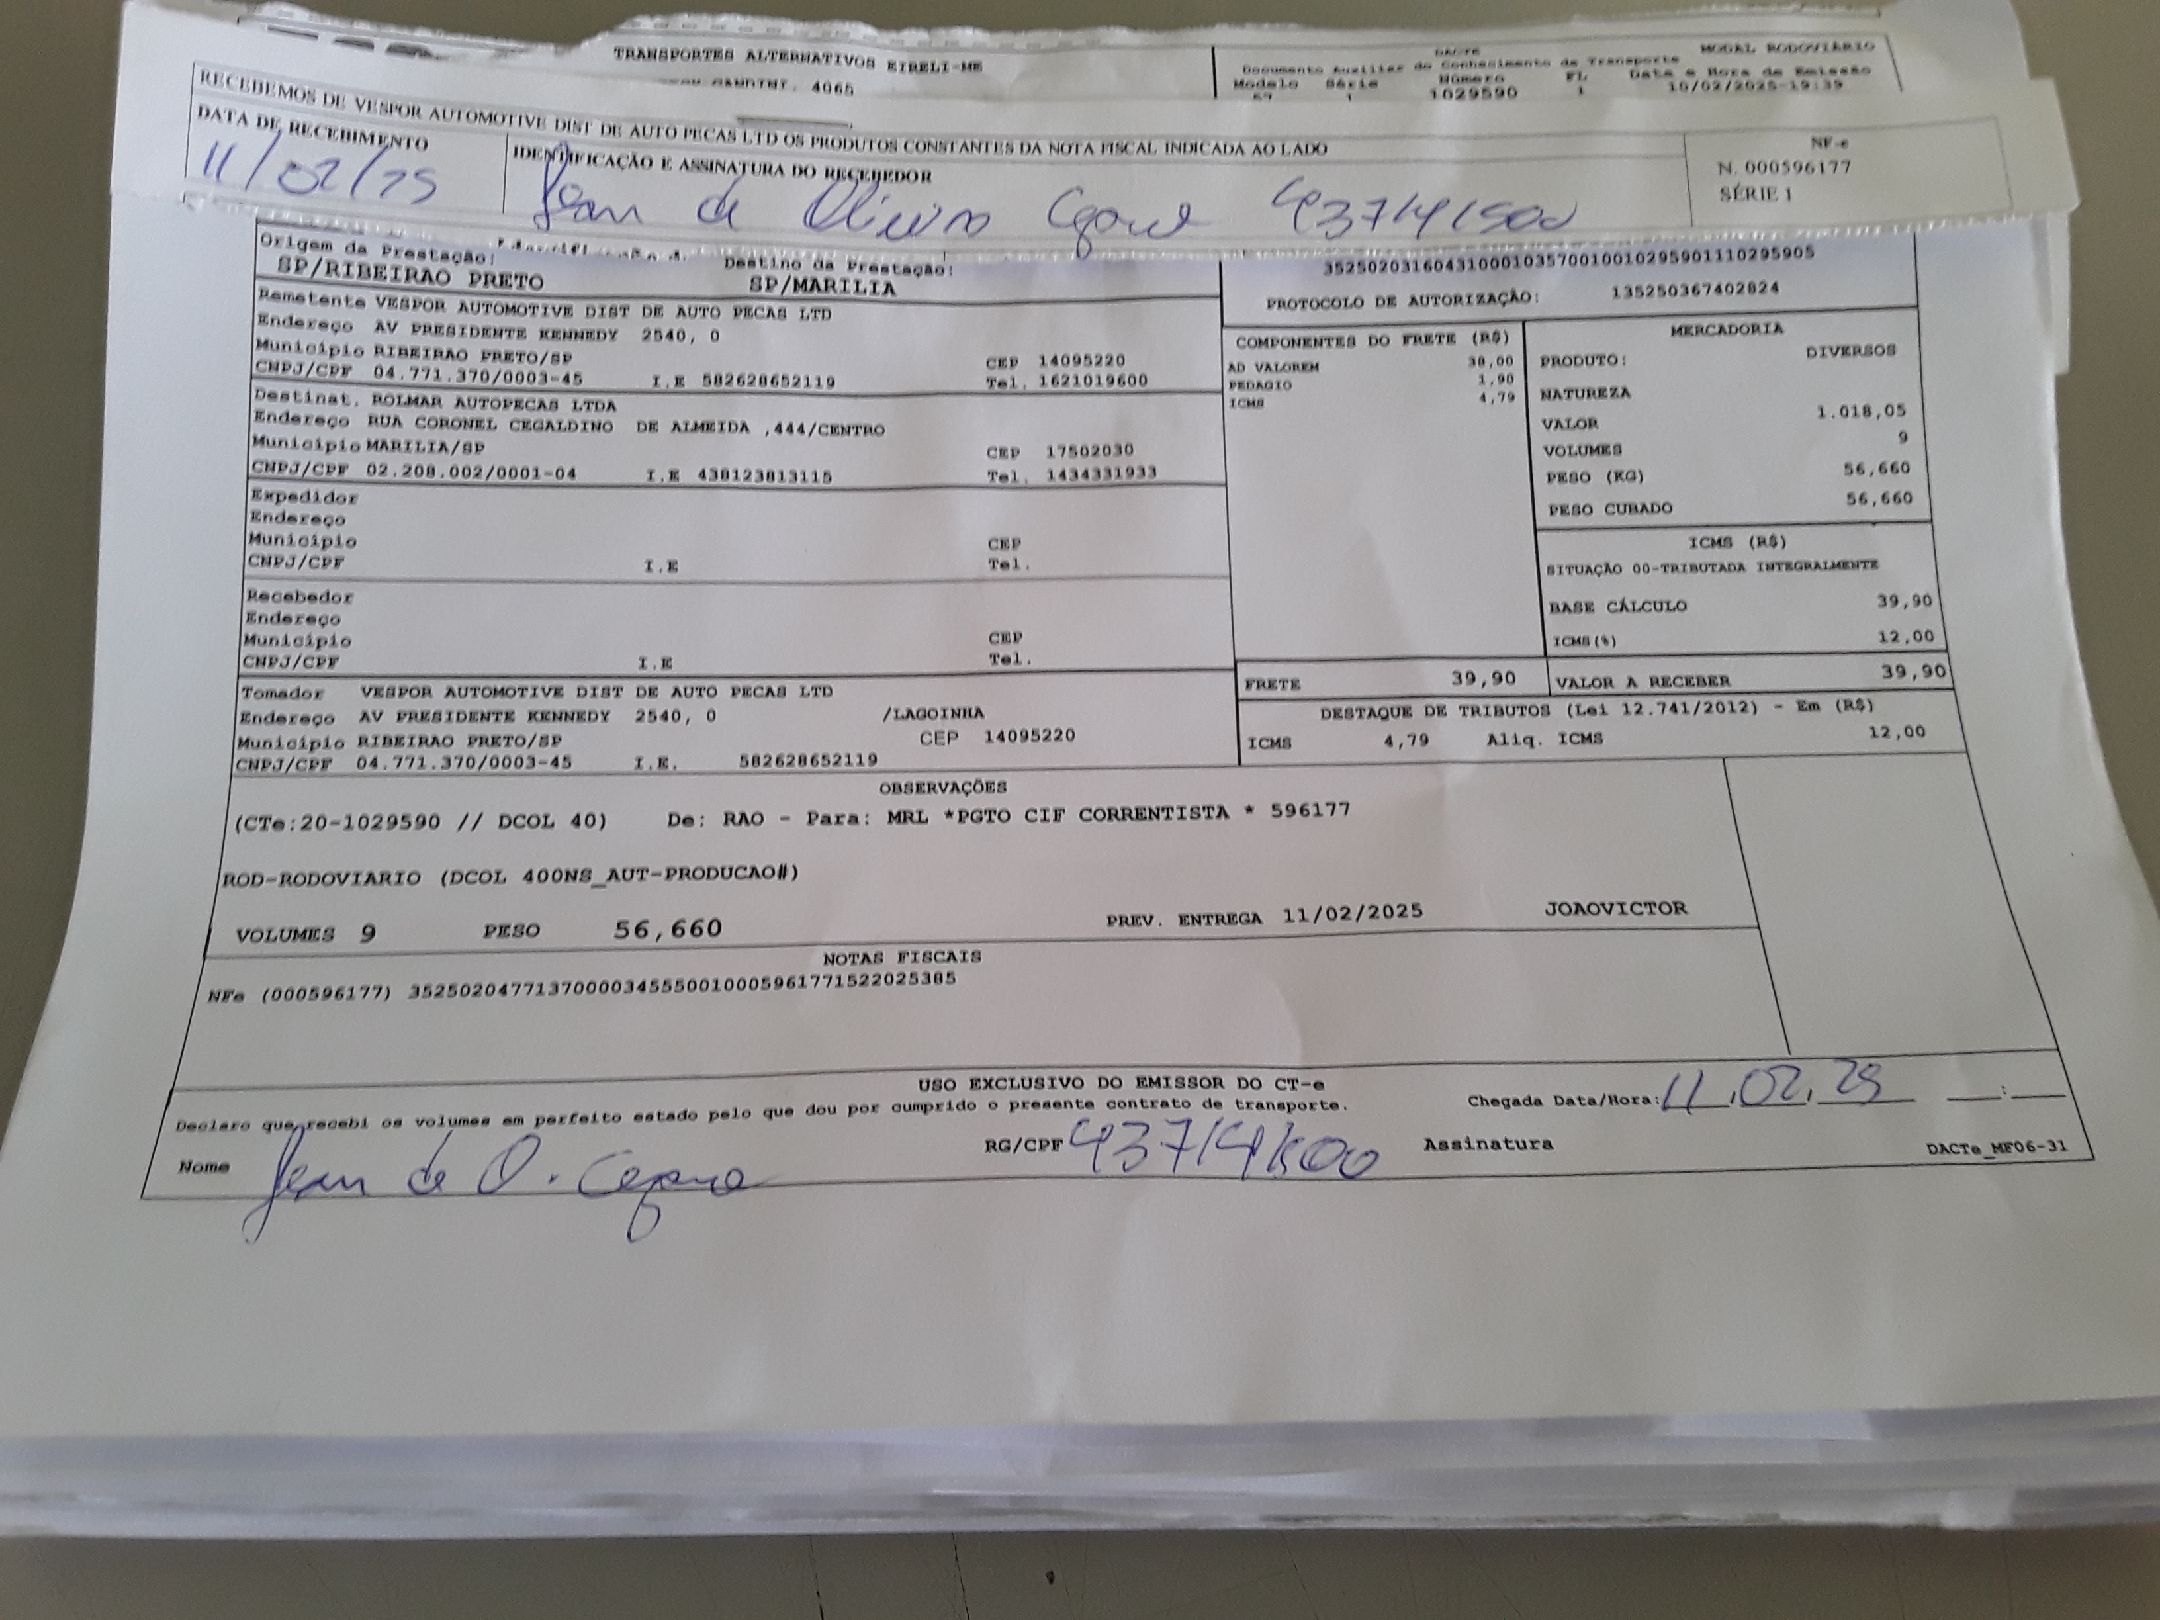 TRANSPORTES ALTERNATIVOS EIRELI-ME
4065
DACTE
MODAL RODOVIÁRIO
Documento Auxiliar do Conhecimento de Transporte
Modelo Série Número FL Data e Hora de Emissão
57 1 1029590 1 10/02/2025-19:39
RECEBEMOS DE VESPOR AUTOMOTIVE DIST DE AUTO PECAS LTD OS PRODUTOS CONSTANTES DA NOTA FISCAL INDICADA AO LADO
DATA DE RECEBIMENTO
11/02/25
IDENTIFICAÇÃO E ASSINATURA DO RECEBEDOR
Jean de Oliveira
NF-e
N. 000596177
SÉRIE 1
Origem da Prestação:
SP/RIBEIRAO PRETO
Destino da Prestação:
SP/MARILIA
35250203160431000103570010010295901110295905
PROTOCOLO DE AUTORIZAÇÃO: 135250367402824
Remetente VESPOR AUTOMOTIVE DIST DE AUTO PECAS LTD
Endereço AV PRESIDENTE KENNEDY 2540, 0
Município RIBEIRAO PRETO/SP CEP 14095220
CNPJ/CPF 04.771.370/0003-45 I.E 582628652119 Tel. 1621019600
Destinat. ROLMAR AUTOPECAS LTDA
Endereço RUA CORONEL CEGALDINO DE ALMEIDA ,444/CENTRO
Município MARILIA/SP CEP 17502030
CNPJ/CPF 02.208.002/0001-04 I.E 438123813115 Tel. 1434331933
Expedidor
Endereço
Município CEP
CNPJ/CPF I.E Tel.
Recebedor
Endereço
Município CEP
CNPJ/CPF I.E Tel.
Tomador VESPOR AUTOMOTIVE DIST DE AUTO PECAS LTD
Endereço AV PRESIDENTE KENNEDY 2540, 0 /LAGOINHA
Município RIBEIRAO PRETO/SP CEP 14095220
CNPJ/CPF 04.771.370/0003-45 I.E. 582628652119
COMPONENTES DO FRETE (R$)
AD VALOREM 38,00
PEDAGIO 1,90
ICMS 4,79
MERCADORIA
PRODUTO: DIVERSOS
NATUREZA
VALOR 1.018,05
VOLUMES 9
PESO (KG) 56,660
PESO CUBADO 56,660
ICMS (R$)
SITUAÇÃO 00-TRIBUTADA INTEGRALMENTE
BASE CÁLCULO 39,90
ICMS(%) 12,00
FRETE 39,90 VALOR A RECEBER 39,90
DESTAQUE DE TRIBUTOS (Lei 12.741/2012) - Em (R$)
ICMS 4,79 Aliq. ICMS 12,00
OBSERVAÇÕES
(CTe:20-1029590 // DCOL 40) De: RAO - Para: MRL *PGTO CIF CORRENTISTA * 596177
ROD-RODOVIARIO (DCOL 400NS_AUT-PRODUCAO#)
VOLUMES 9 PESO 56,660 PREV. ENTREGA 11/02/2025 JOAOVICTOR
NOTAS FISCAIS
NFe (000596177) 35250204771370000345550010005961771522025385
USO EXCLUSIVO DO EMISSOR DO CT-e
Declaro que recebi os volumes em perfeito estado pelo que dou por cumprido o presente contrato de transporte.
Chegada Data/Hora: 11.02.25 ___:___
Nome Jean de O. RG/CPF Assinatura
DACTe_MF06-31